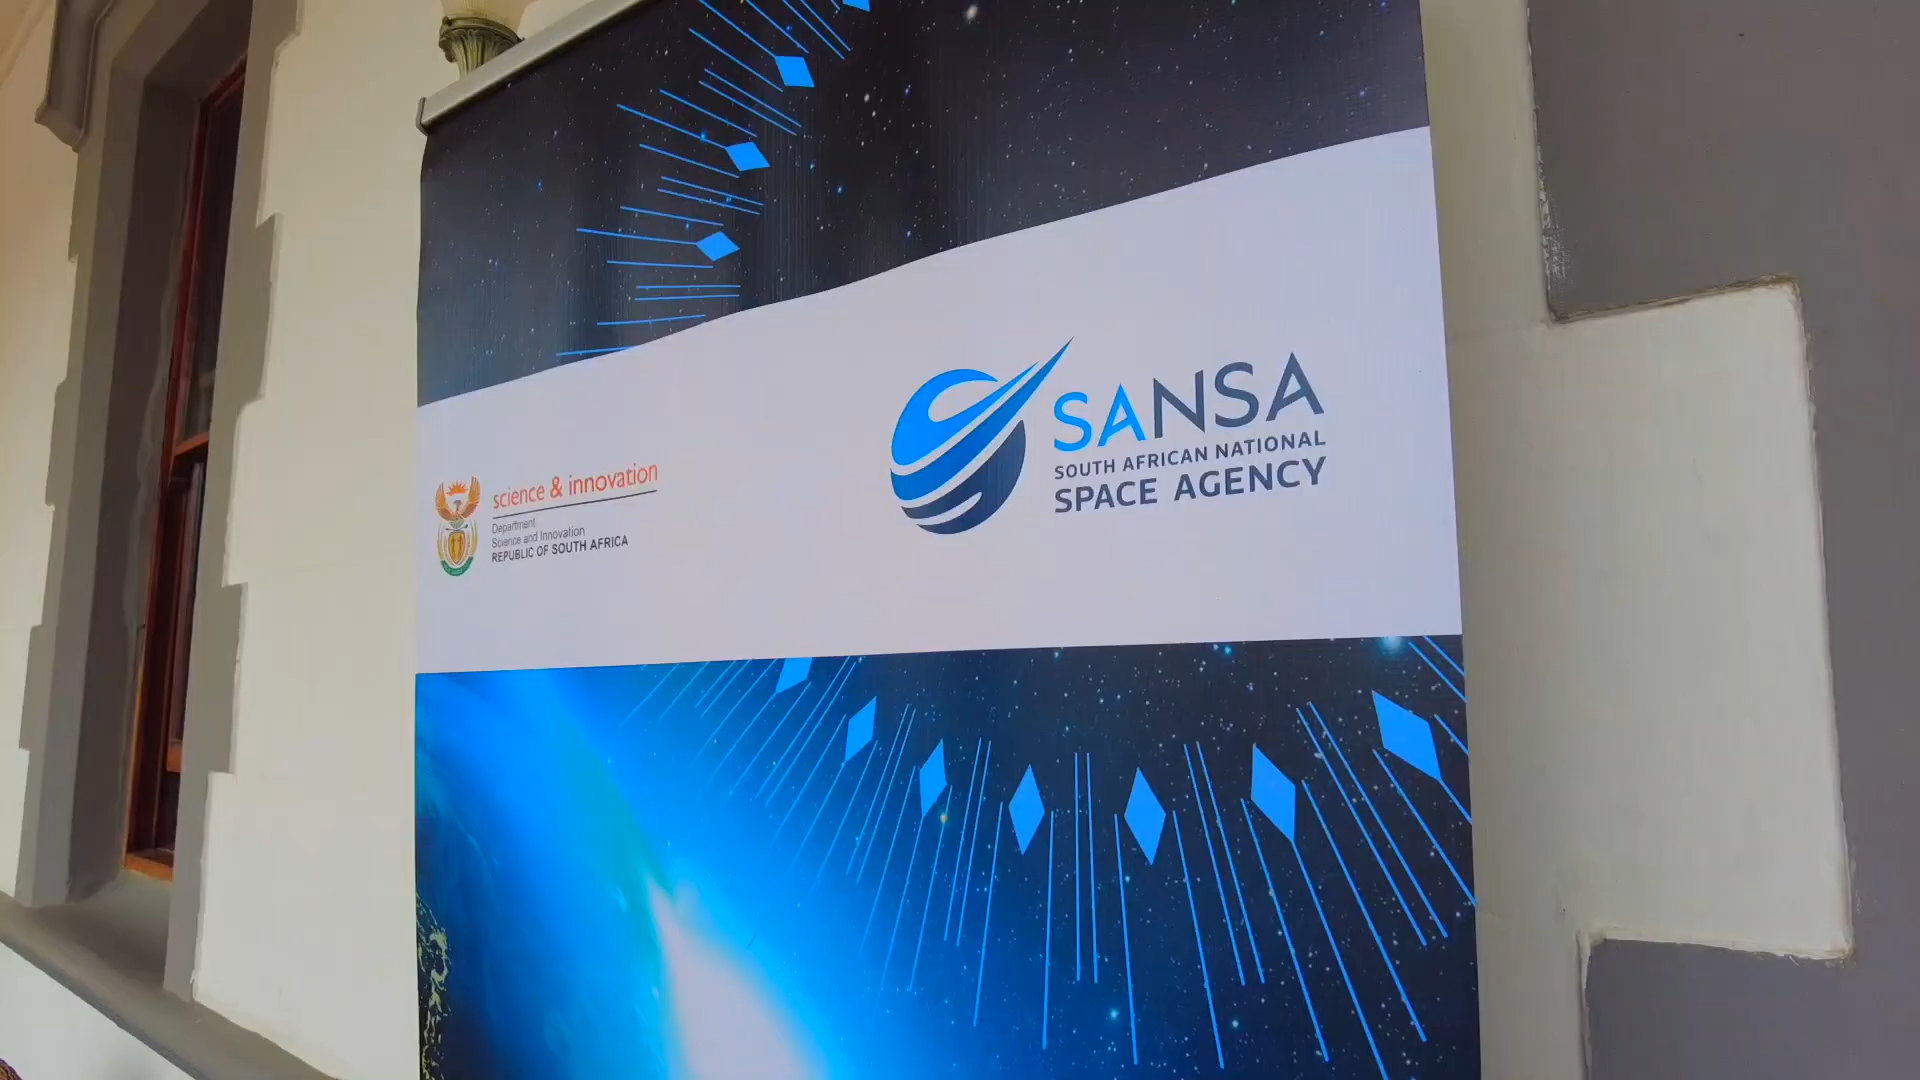 science & innovation
Department
Science and Innovation
REPUBLIC OF SOUTH AFRICA
SANSA
SOUTH AFRICAN NATIONAL
SPACE AGENCY